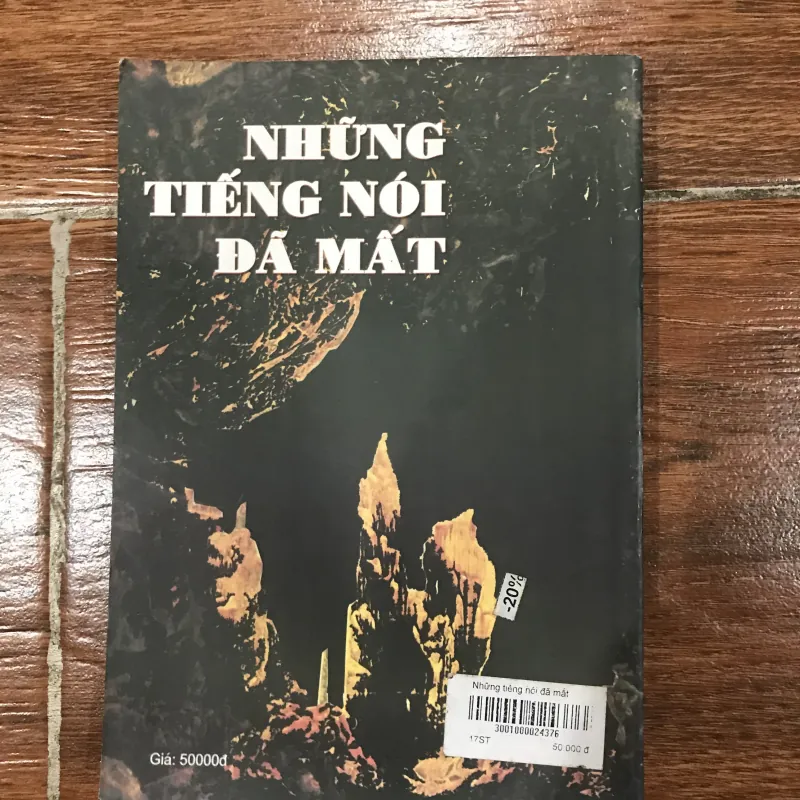 NHỮNG
TIẾNG NÓI
ĐÃ MẤT
-20%
Những tiếng nói đã mất
3001000024376
17ST 50.000 đ
Giá: 50000đ